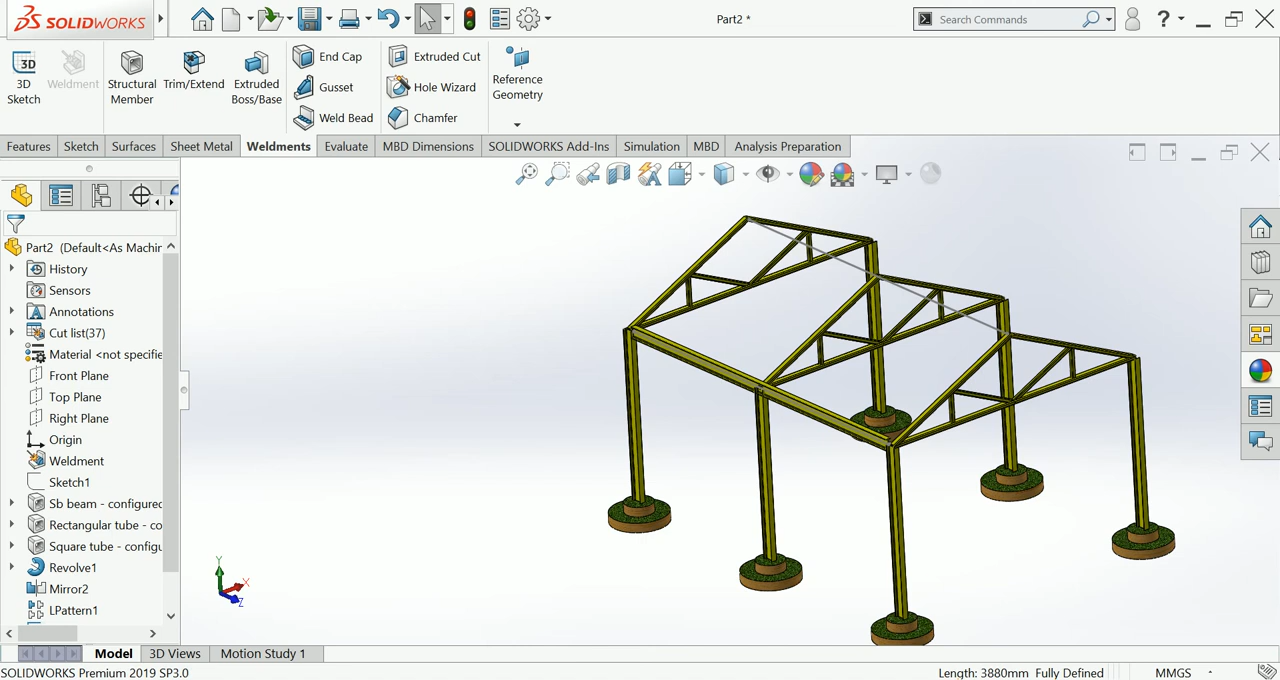 SOLIDWORKS
Part2 *
Search Commands
?
3D
Sketch
Weldment
Structural
Member
Trim/Extend
Extruded
Boss/Base
End Cap
Gusset
Weld Bead
Extruded Cut
Hole Wizard
Chamfer
Reference
Geometry
Features
Sketch
Surfaces
Sheet Metal
Weldments
Evaluate
MBD Dimensions
SOLIDWORKS Add-Ins
Simulation
MBD
Analysis Preparation
Part2 (Default<As Machin
History
Sensors
Annotations
Cut list(37)
Material <not specifie
Front Plane
Top Plane
Right Plane
Origin
Weldment
Sketch1
Sb beam - configured
Rectangular tube - co
Square tube - configu
Revolve1
Mirror2
LPattern1
Y
X
Z
Model
3D Views
Motion Study 1
SOLIDWORKS Premium 2019 SP3.0
Length: 3880mm Fully Defined
MMGS